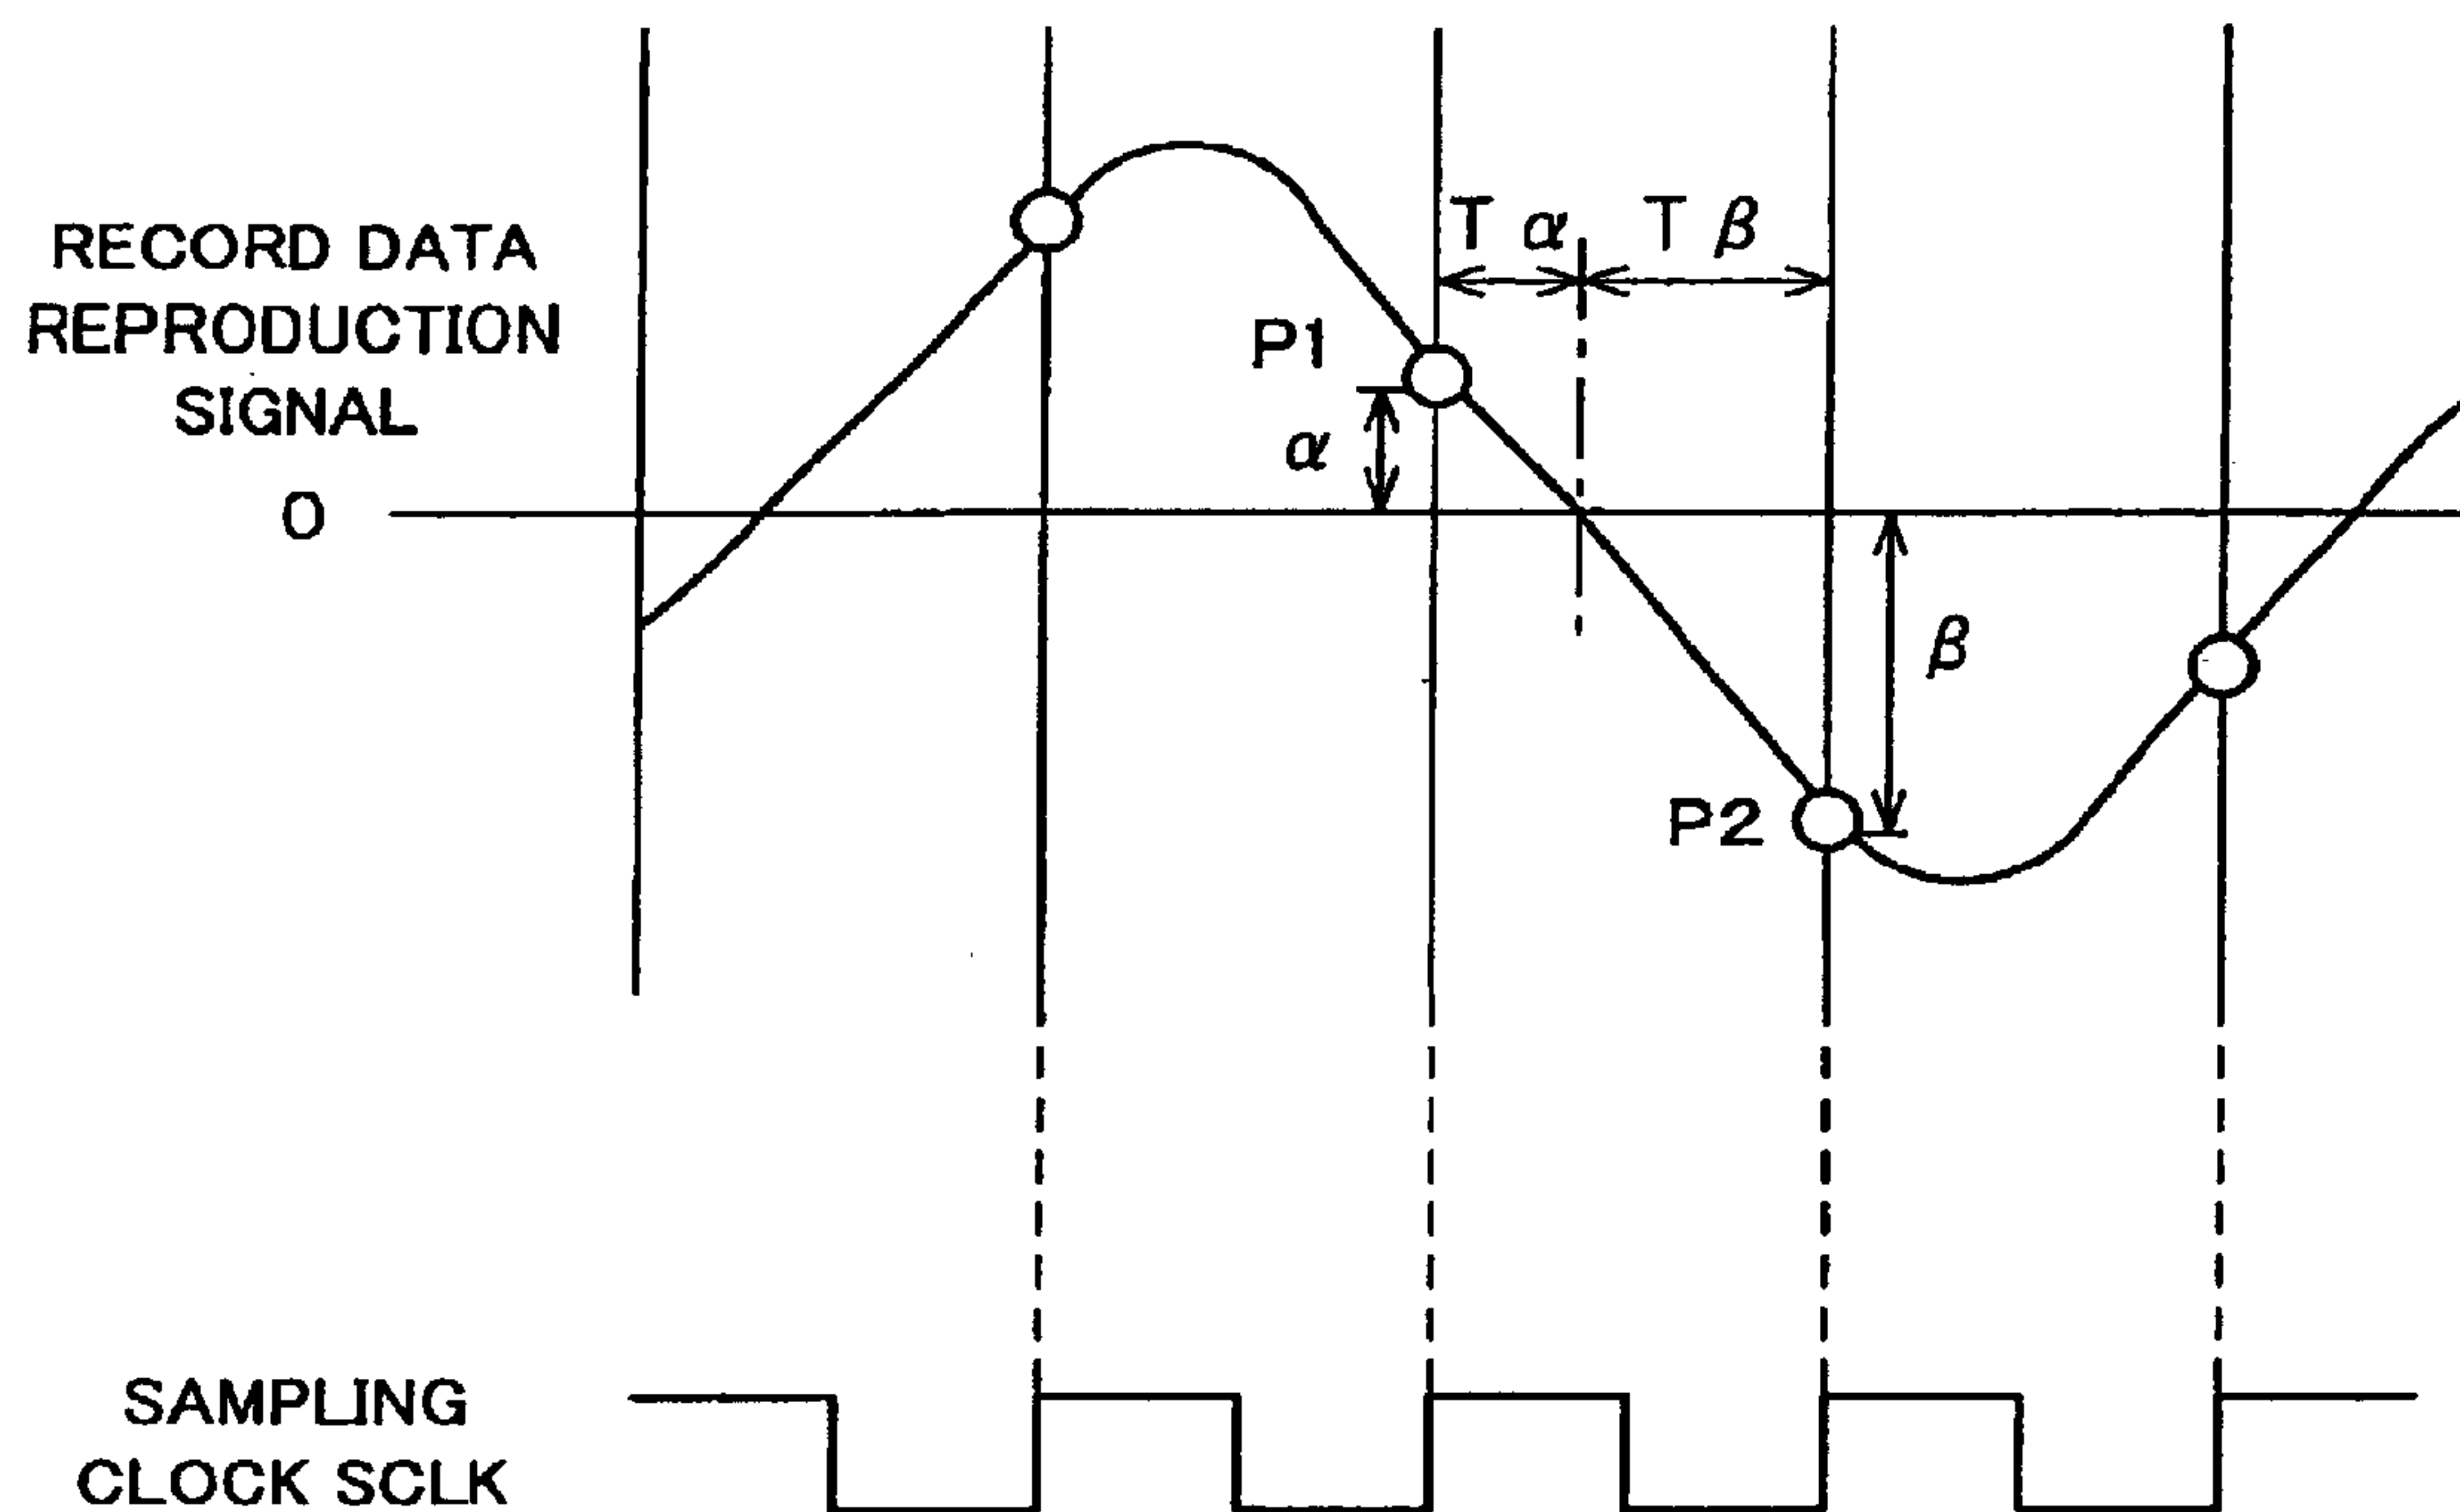 RECORD DATA
REPRODUCTION
SIGNAL
0
T α
T β
P1
α
β
P2
SAMPLING
CLOCK SCLK